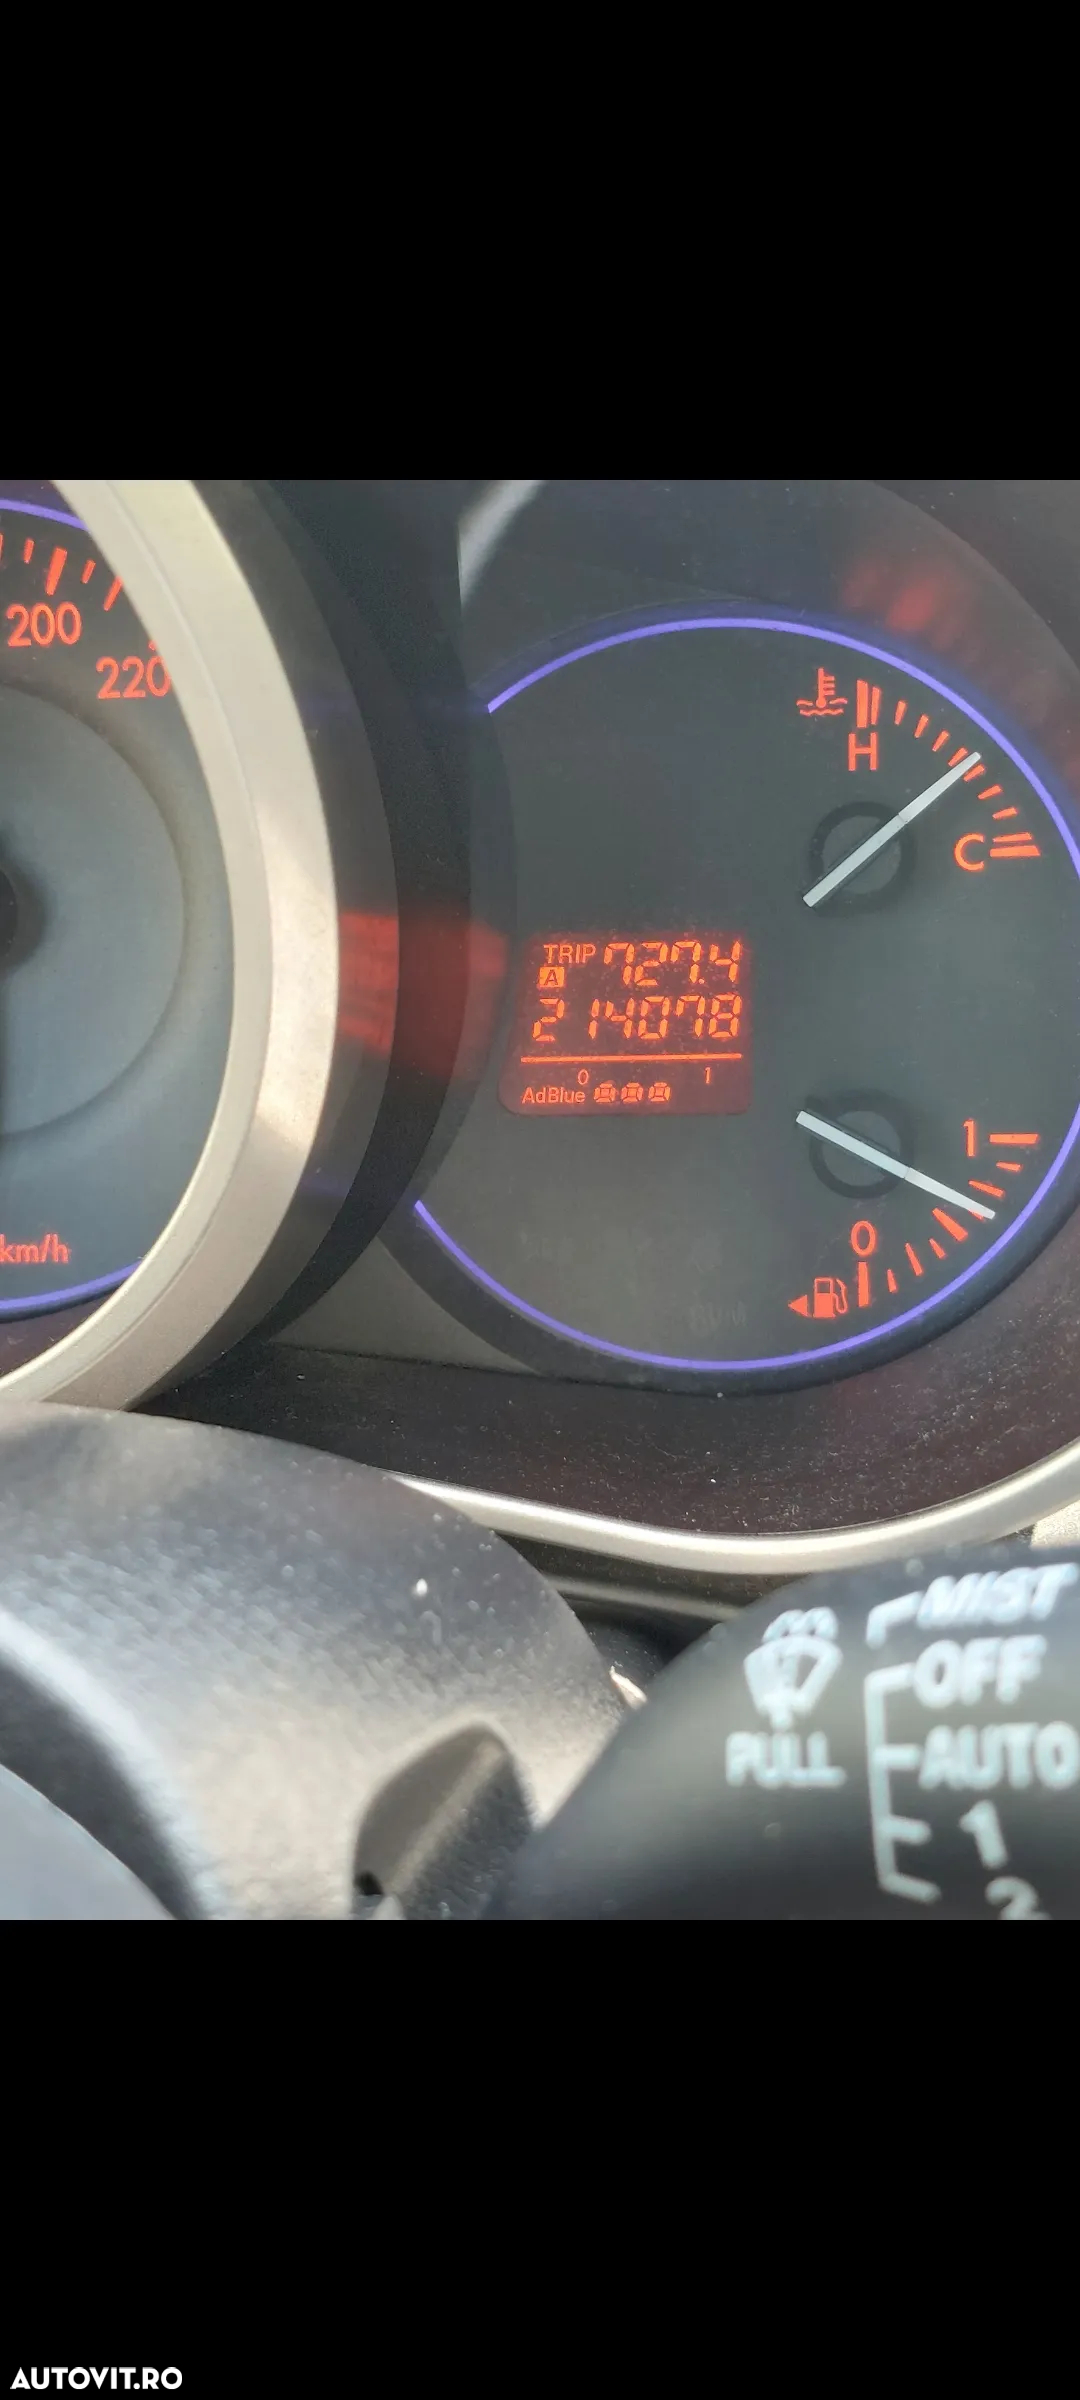 200
220
km/h
H
C
TRIP 727.4
A
214078
0 1
AdBlue
1
0
MIST
OFF
PULL
AUTO
1
2
AUTOVIT.RO